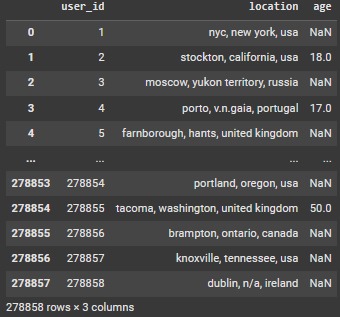 user_id location age
0 1 nyc, new york, usa NaN
1 2 stockton, california, usa 18.0
2 3 moscow, yukon territory, russia NaN
3 4 porto, v.n.gaia, portugal 17.0
4 5 farnborough, hants, united kingdom NaN
... ... ... ...
278853 278854 portland, oregon, usa NaN
278854 278855 tacoma, washington, united kingdom 50.0
278855 278856 brampton, ontario, canada NaN
278856 278857 knoxville, tennessee, usa NaN
278857 278858 dublin, n/a, ireland NaN
278858 rows × 3 columns